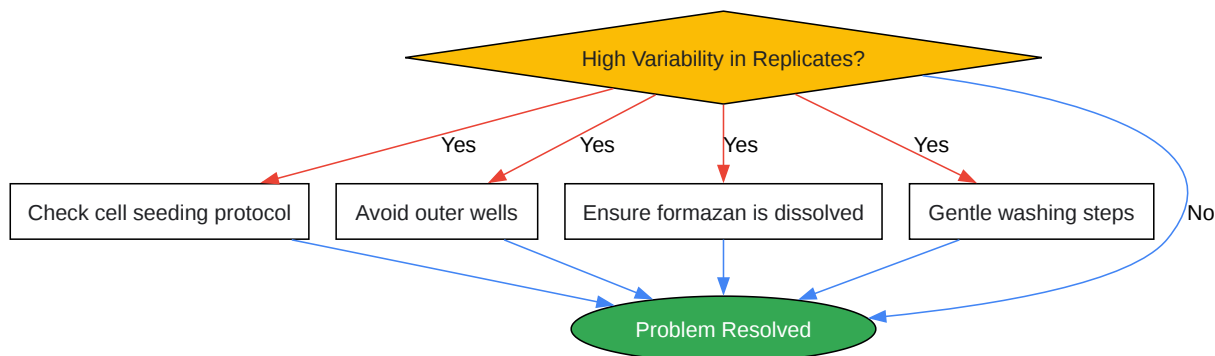 High Variability in Replicates?
Yes
Yes
Yes
Yes
Check cell seeding protocol
Avoid outer wells
Ensure formazan is dissolved
Gentle washing steps
No
Problem Resolved